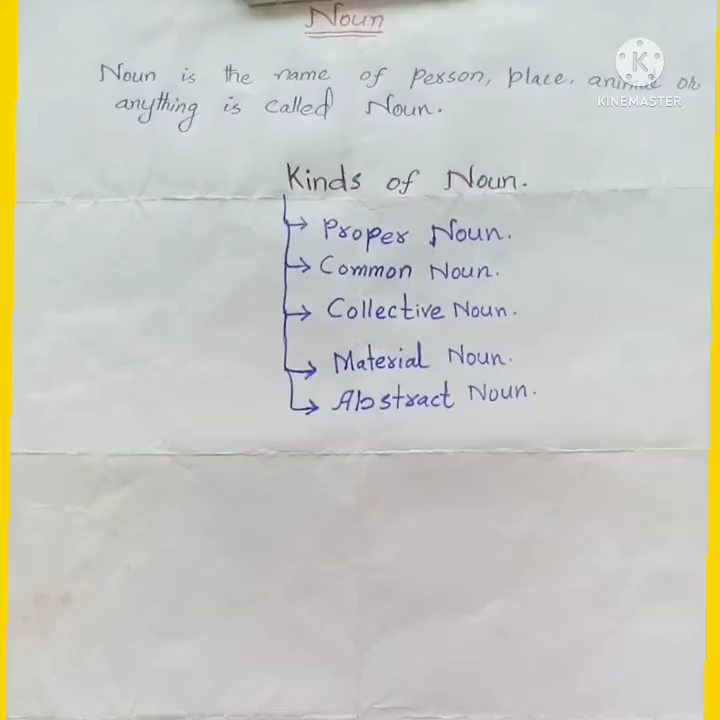 Noun
Noun is the name of person, place, animal or
anything is called Noun.
Kinds of Noun.
Proper Noun.
Common Noun.
Collective Noun.
Material Noun.
Abstract Noun.
KINEMASTER